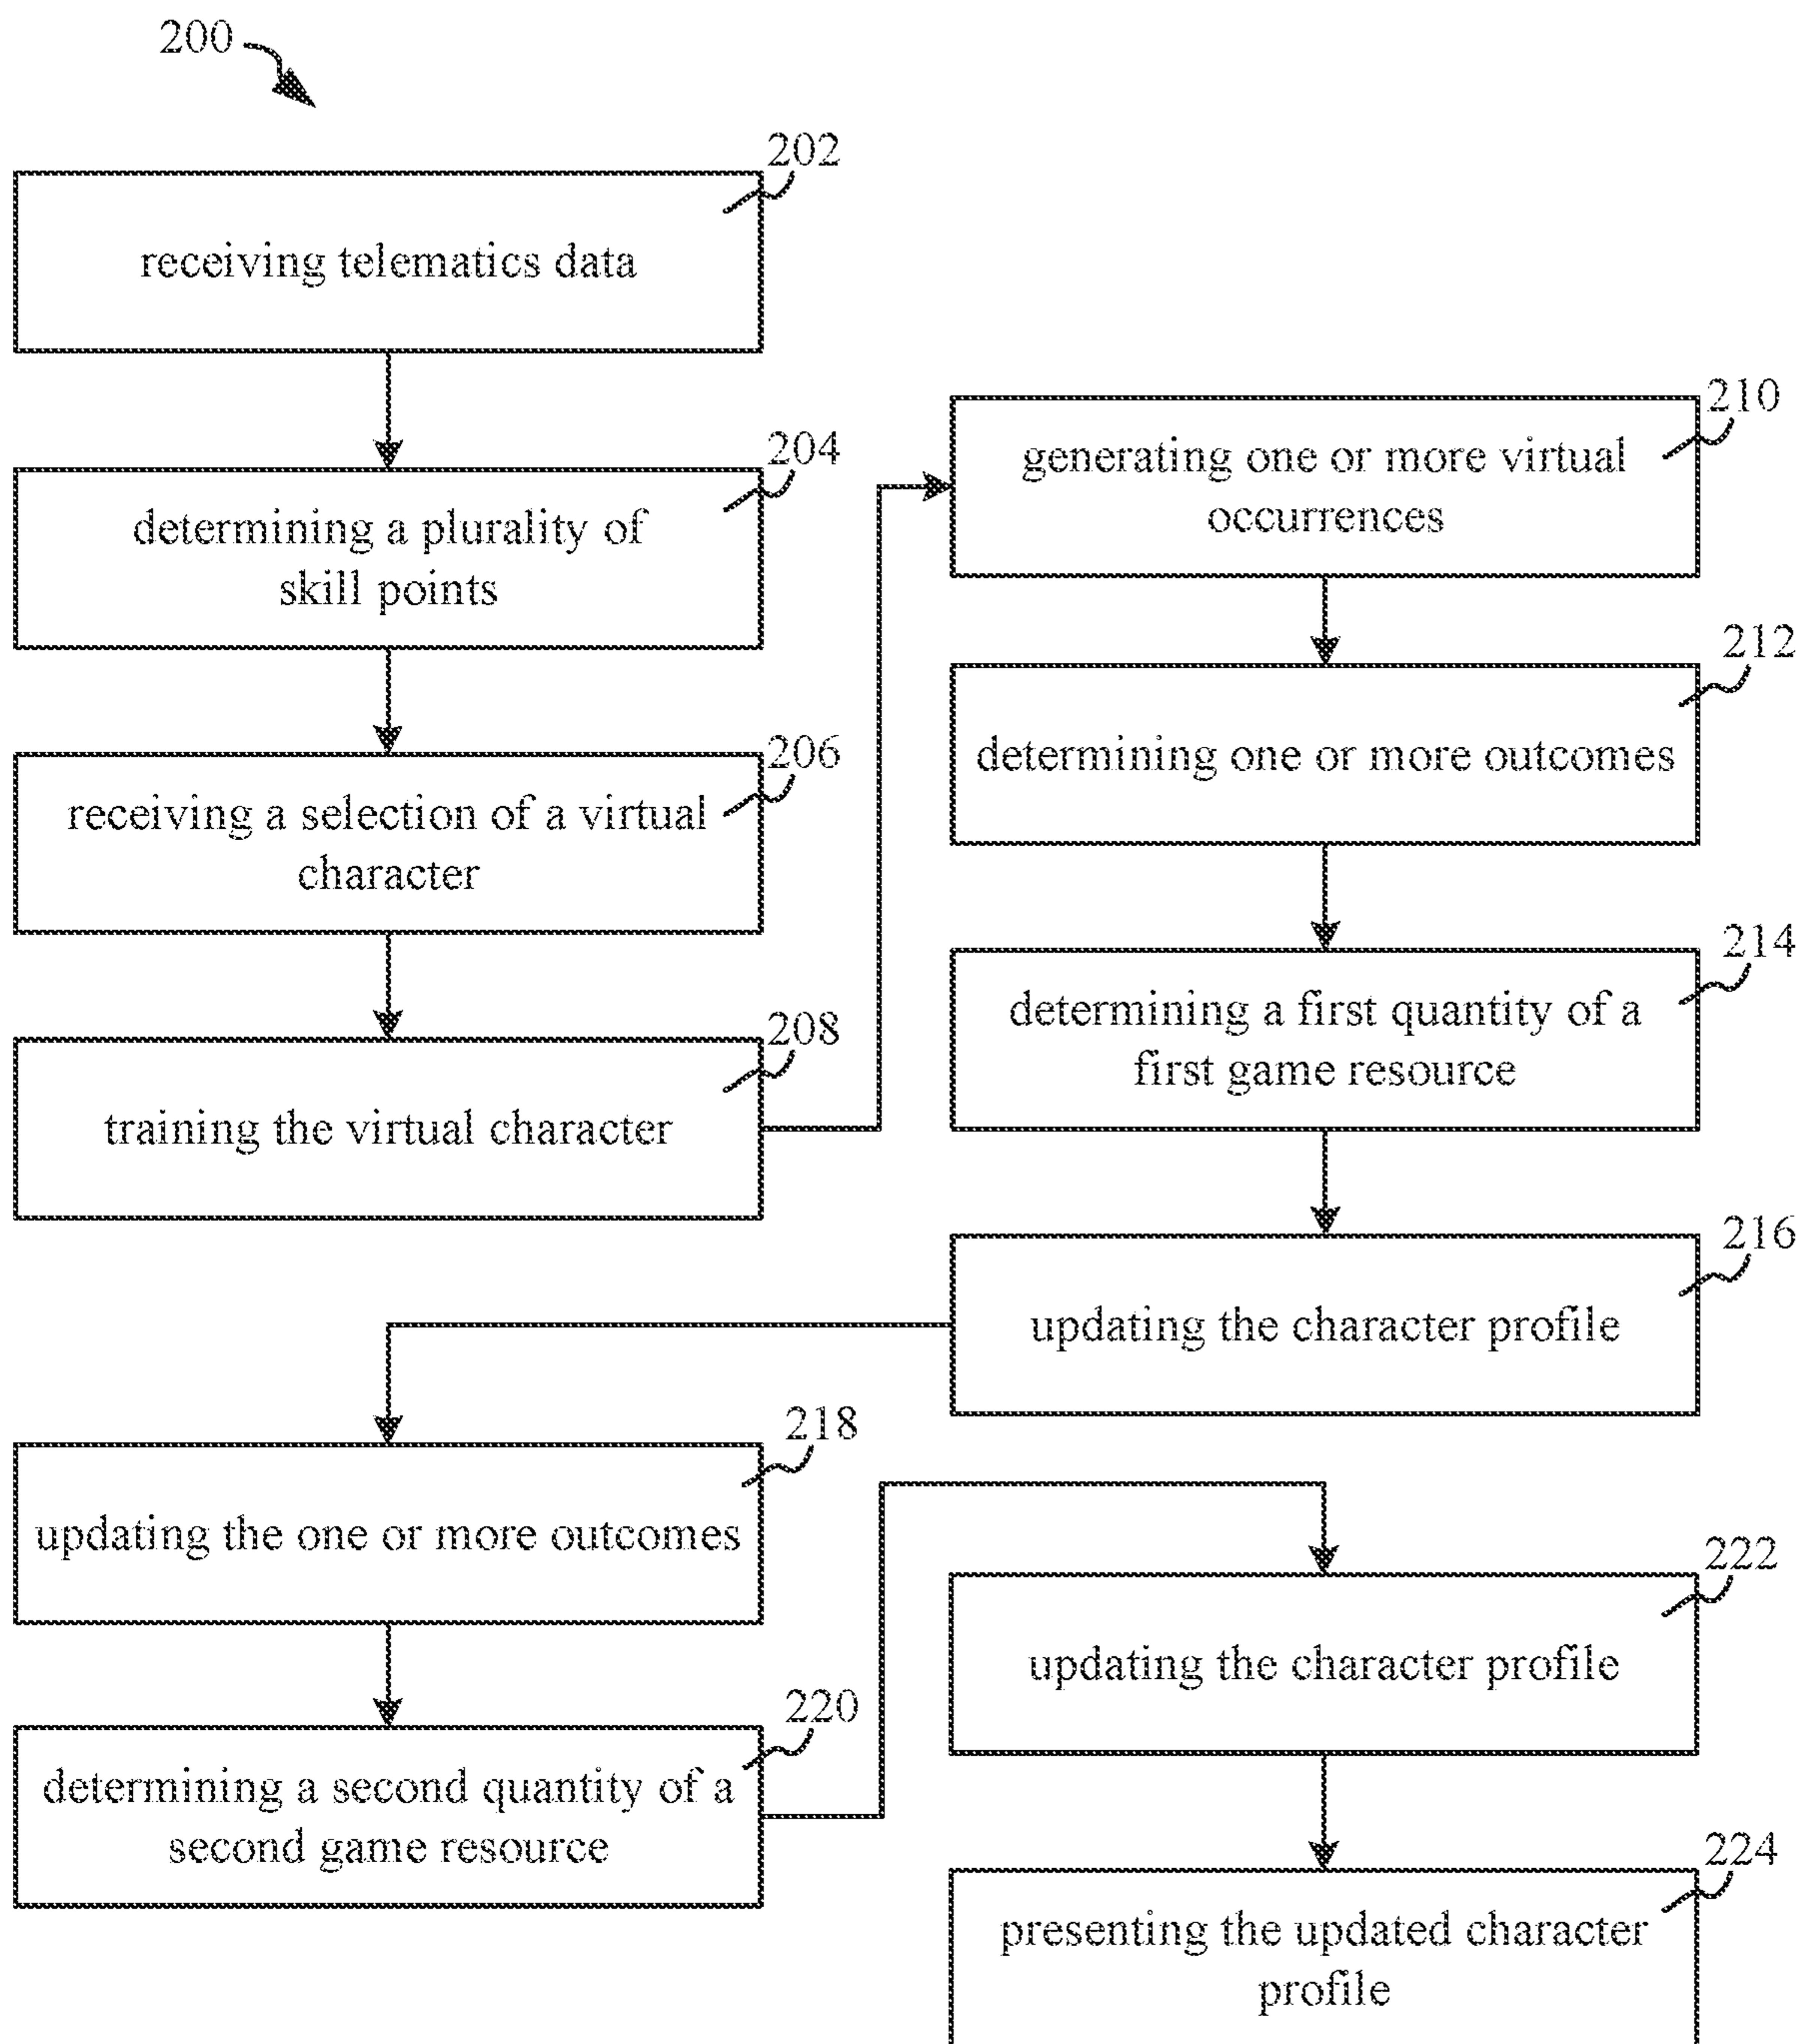 200
202
receiving telematics data
204
determining a plurality of
skill points
206
receiving a selection of a virtual
character
208
training the virtual character
210
generating one or more virtual
occurrences
212
determining one or more outcomes
214
determining a first quantity of a
first game resource
216
updating the character profile
218
updating the one or more outcomes
220
determining a second quantity of a
second game resource
222
updating the character profile
224
presenting the updated character
profile